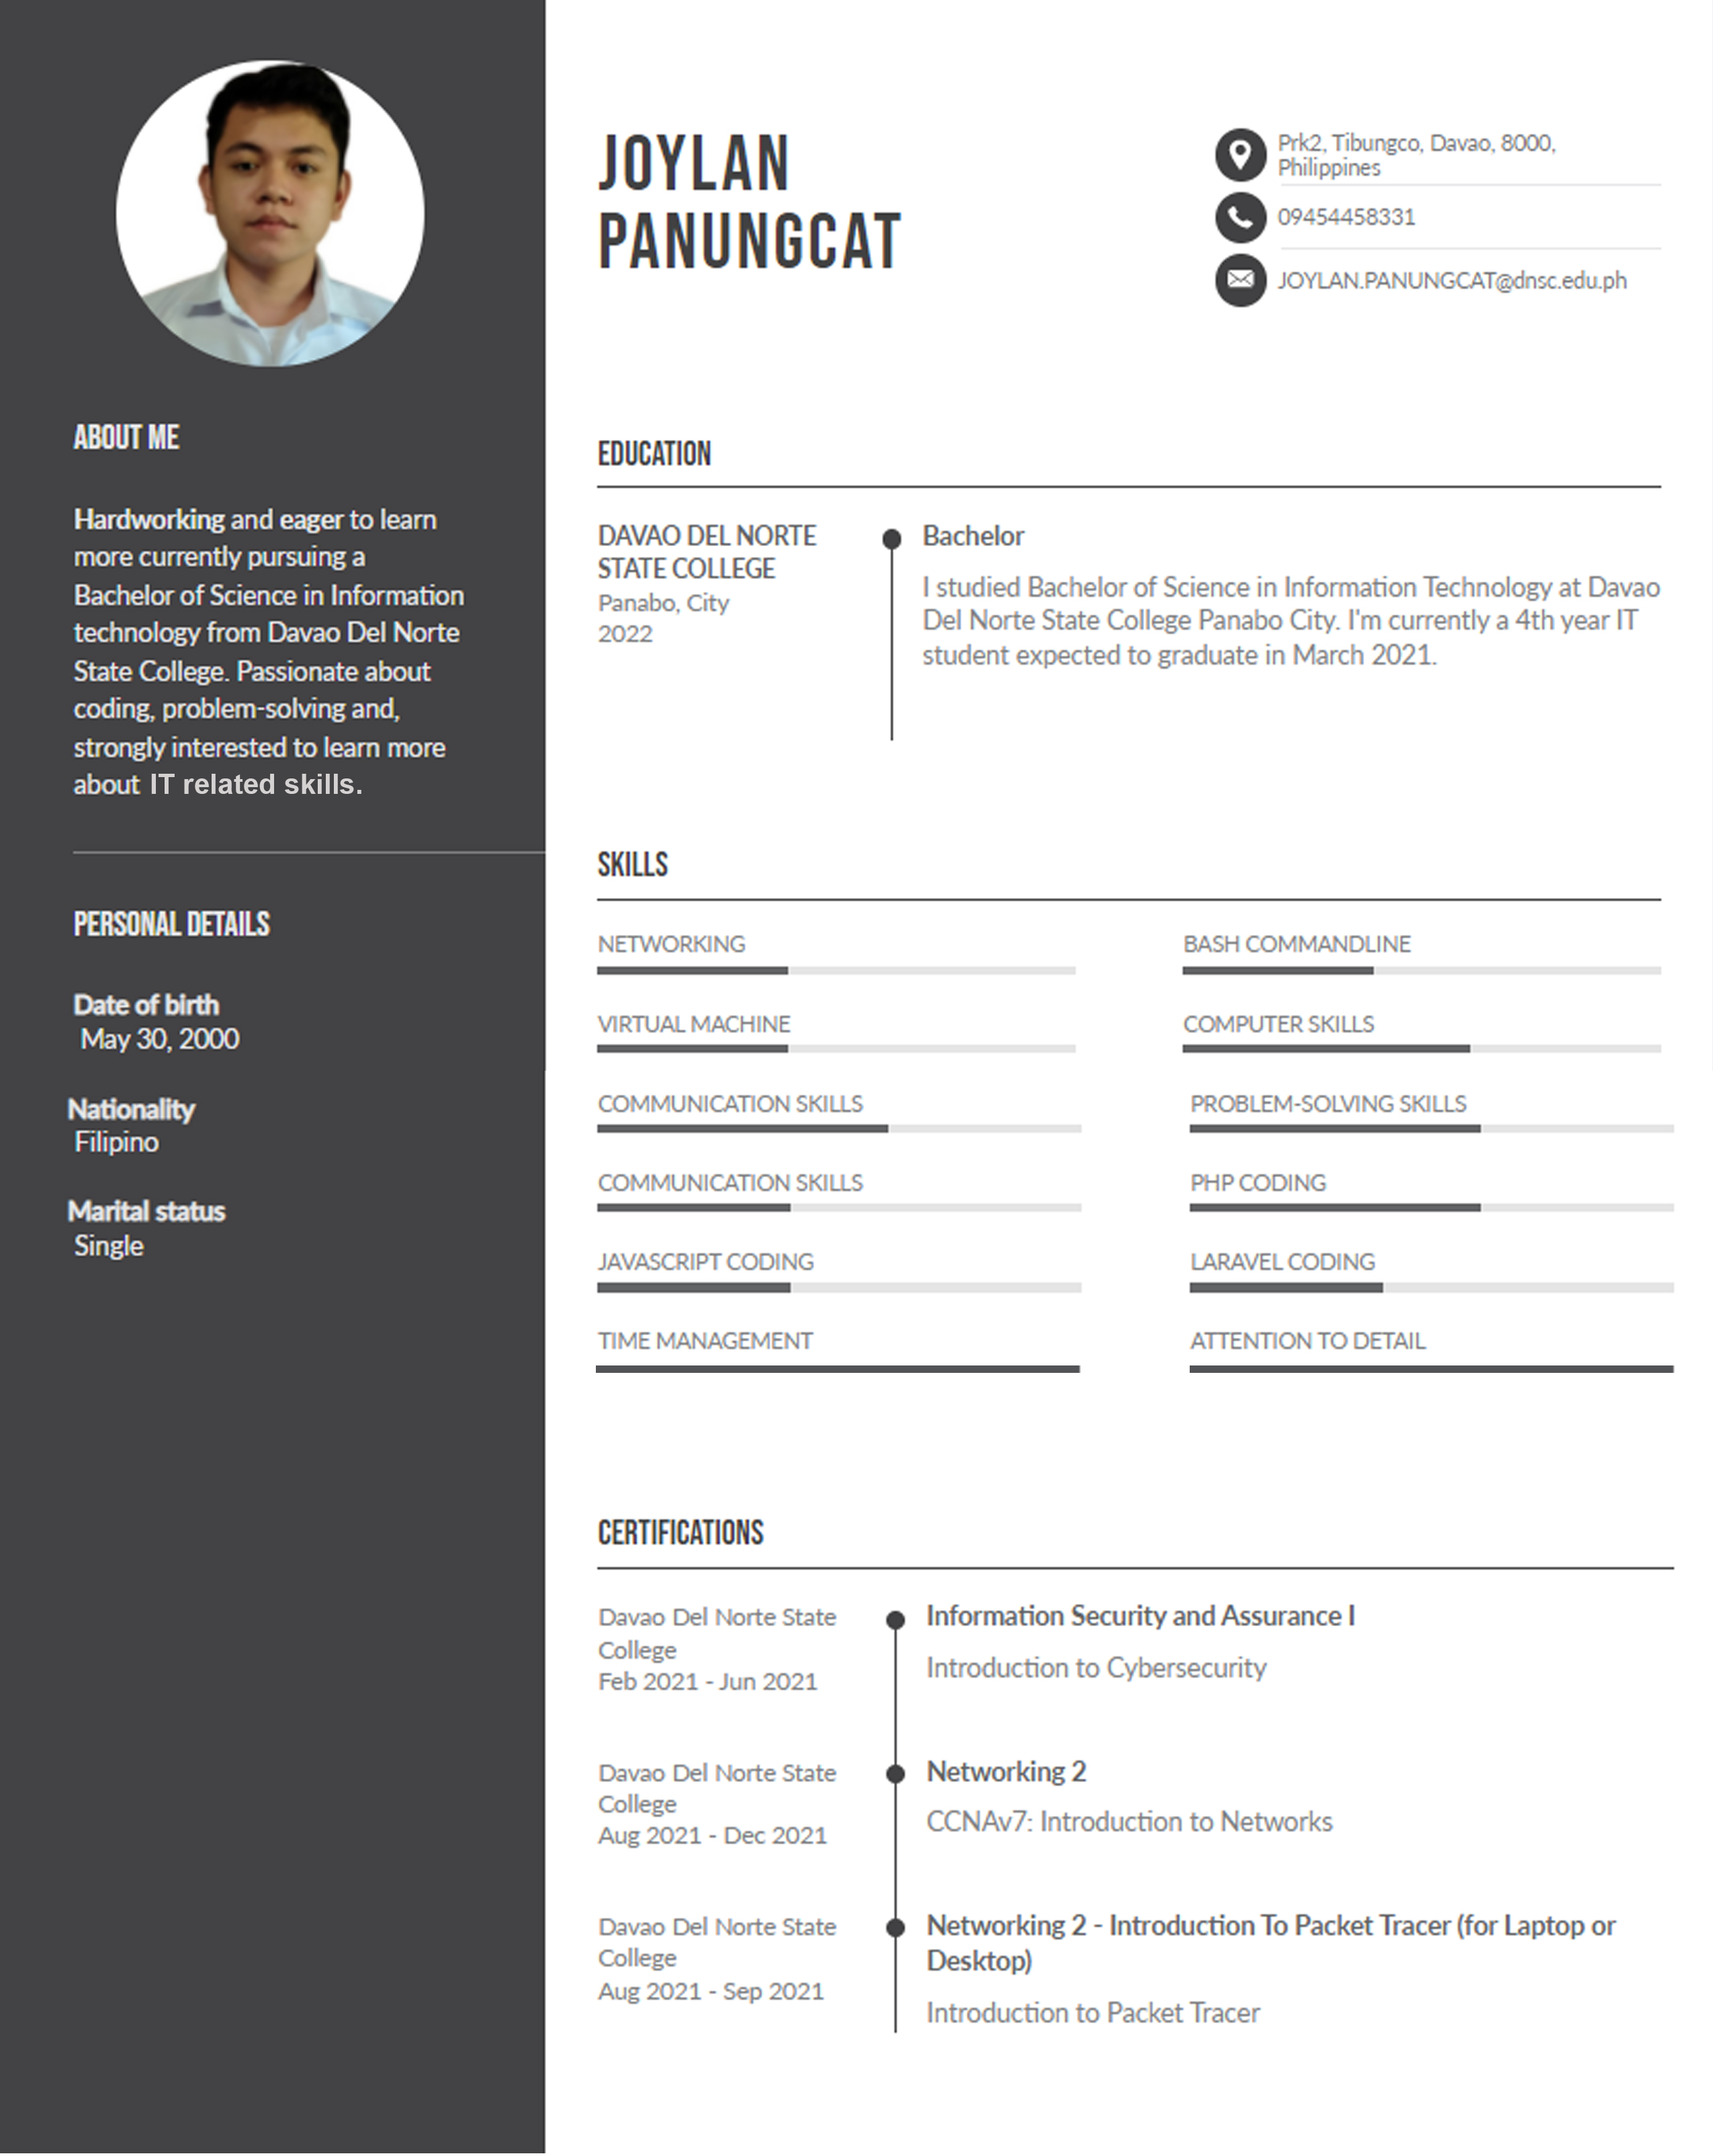 JOYLAN
PANUNGCAT
Prk2, Tibungco, Davao, 8000,
Philippines
09454458331
JOYLAN.PANUNGCAT@dnsc.edu.ph
ABOUT ME
Hardworking and eager to learn
more currently pursuing a
Bachelor of Science in Information
technology from Davao Del Norte
State College. Passionate about
coding, problem-solving and,
strongly interested to learn more
about IT related skills.
PERSONAL DETAILS
Date of birth
May 30, 2000
Nationality
Filipino
Marital status
Single
EDUCATION
DAVAO DEL NORTE
STATE COLLEGE
Panabo, City
2022
Bachelor
I studied Bachelor of Science in Information Technology at Davao
Del Norte State College Panabo City. I'm currently a 4th year IT
student expected to graduate in March 2021.
SKILLS
NETWORKING
BASH COMMANDLINE
VIRTUAL MACHINE
COMPUTER SKILLS
COMMUNICATION SKILLS
PROBLEM-SOLVING SKILLS
COMMUNICATION SKILLS
PHP CODING
JAVASCRIPT CODING
LARAVEL CODING
TIME MANAGEMENT
ATTENTION TO DETAIL
CERTIFICATIONS
Davao Del Norte State
College
Feb 2021 - Jun 2021
Information Security and Assurance I
Introduction to Cybersecurity
Davao Del Norte State
College
Aug 2021 - Dec 2021
Networking 2
CCNAv7: Introduction to Networks
Davao Del Norte State
College
Aug 2021 - Sep 2021
Networking 2 - Introduction To Packet Tracer (for Laptop or
Desktop)
Introduction to Packet Tracer